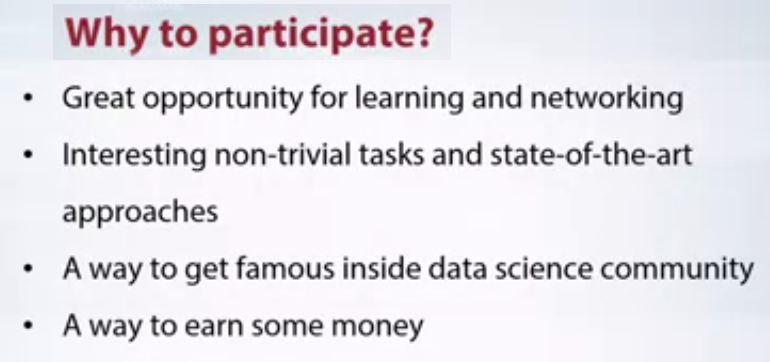 Why to participate?
• Great opportunity for learning and networking
• Interesting non-trivial tasks and state-of-the-art
approaches
• A way to get famous inside data science community
• A way to earn some money